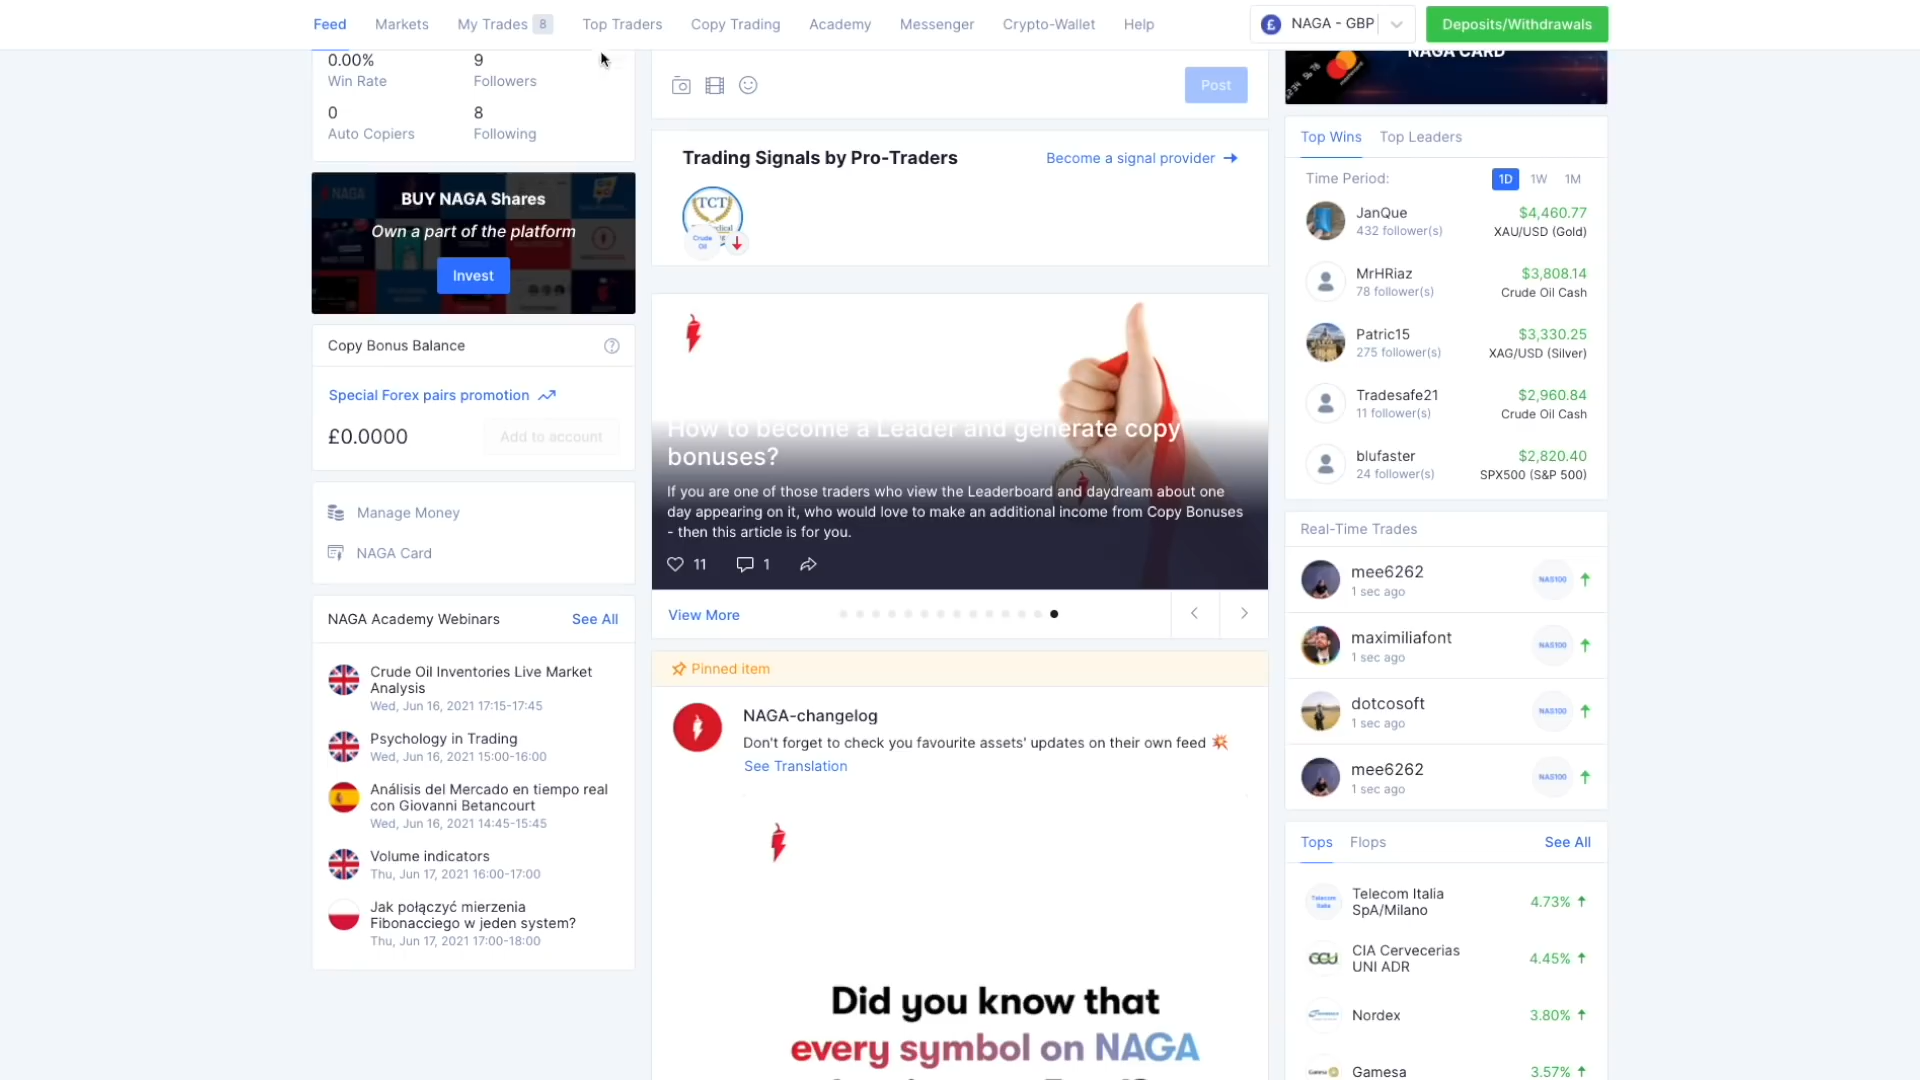 Feed
Markets
My Trades 8
Top Traders
Copy Trading
Academy
Messenger
Crypto-Wallet
Help
£ NAGA - GBP
Deposits/Withdrawals
0.00%
Win Rate
9
Followers
0
Auto Copiers
8
Following
BUY NAGA Shares
Own a part of the platform
Invest
Copy Bonus Balance
Special Forex pairs promotion
£0.0000
Add to account
Manage Money
NAGA Card
NAGA Academy Webinars
See All
Crude Oil Inventories Live Market
Analysis
Wed, Jun 16, 2021 17:15-17:45
Psychology in Trading
Wed, Jun 16, 2021 15:00-16:00
Análisis del Mercado en tiempo real
con Giovanni Betancourt
Wed, Jun 16, 2021 14:45-15:45
Volume indicators
Thu, Jun 17, 2021 16:00-17:00
Jak połączyć mierzenia
Fibonacciego w jeden system?
Thu, Jun 17, 2021 17:00-18:00
Post
Trading Signals by Pro-Traders
Become a signal provider
TCT
Crude
Oil
How to become a Leader and generate copy
bonuses?
If you are one of those traders who view the Leaderboard and daydream about one
day appearing on it, who would love to make an additional income from Copy Bonuses
- then this article is for you.
11
1
View More
Pinned item
NAGA-changelog
Don't forget to check you favourite assets' updates on their own feed
See Translation
Did you know that
every symbol on NAGA
NAGA CARD
Top Wins
Top Leaders
Time Period:
1D
1W
1M
JanQue
432 follower(s)
$4,460.77
XAU/USD (Gold)
MrHRiaz
78 follower(s)
$3,808.14
Crude Oil Cash
Patric15
275 follower(s)
$3,330.25
XAG/USD (Silver)
Tradesafe21
11 follower(s)
$2,960.84
Crude Oil Cash
blufaster
24 follower(s)
$2,820.40
SPX500 (S&P 500)
Real-Time Trades
mee6262
1 sec ago
NAS100
maximiliafont
1 sec ago
NAS100
dotcosoft
1 sec ago
NAS100
mee6262
1 sec ago
NAS100
Tops
Flops
See All
Telecom Italia
Telecom Italia
SpA/Milano
4.73%
CCU
CIA Cervecerias
UNI ADR
4.45%
Nordex
3.80%
Gamesa
3.57%